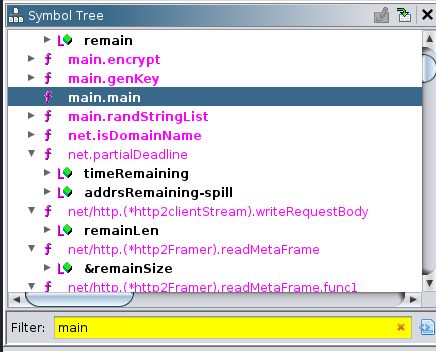 Symbol Tree
remain
main.encrypt
main.genKey
main.main
main.randStringList
net.isDomainName
net.partialDeadline
timeRemaining
addrsRemaining-spill
net/http.(*http2clientStream).writeRequestBody
remainLen
net/http.(*http2Framer).readMetaFrame
&remainSize
net/http.(*http2Framer).readMetaFrame.func1
Filter: main